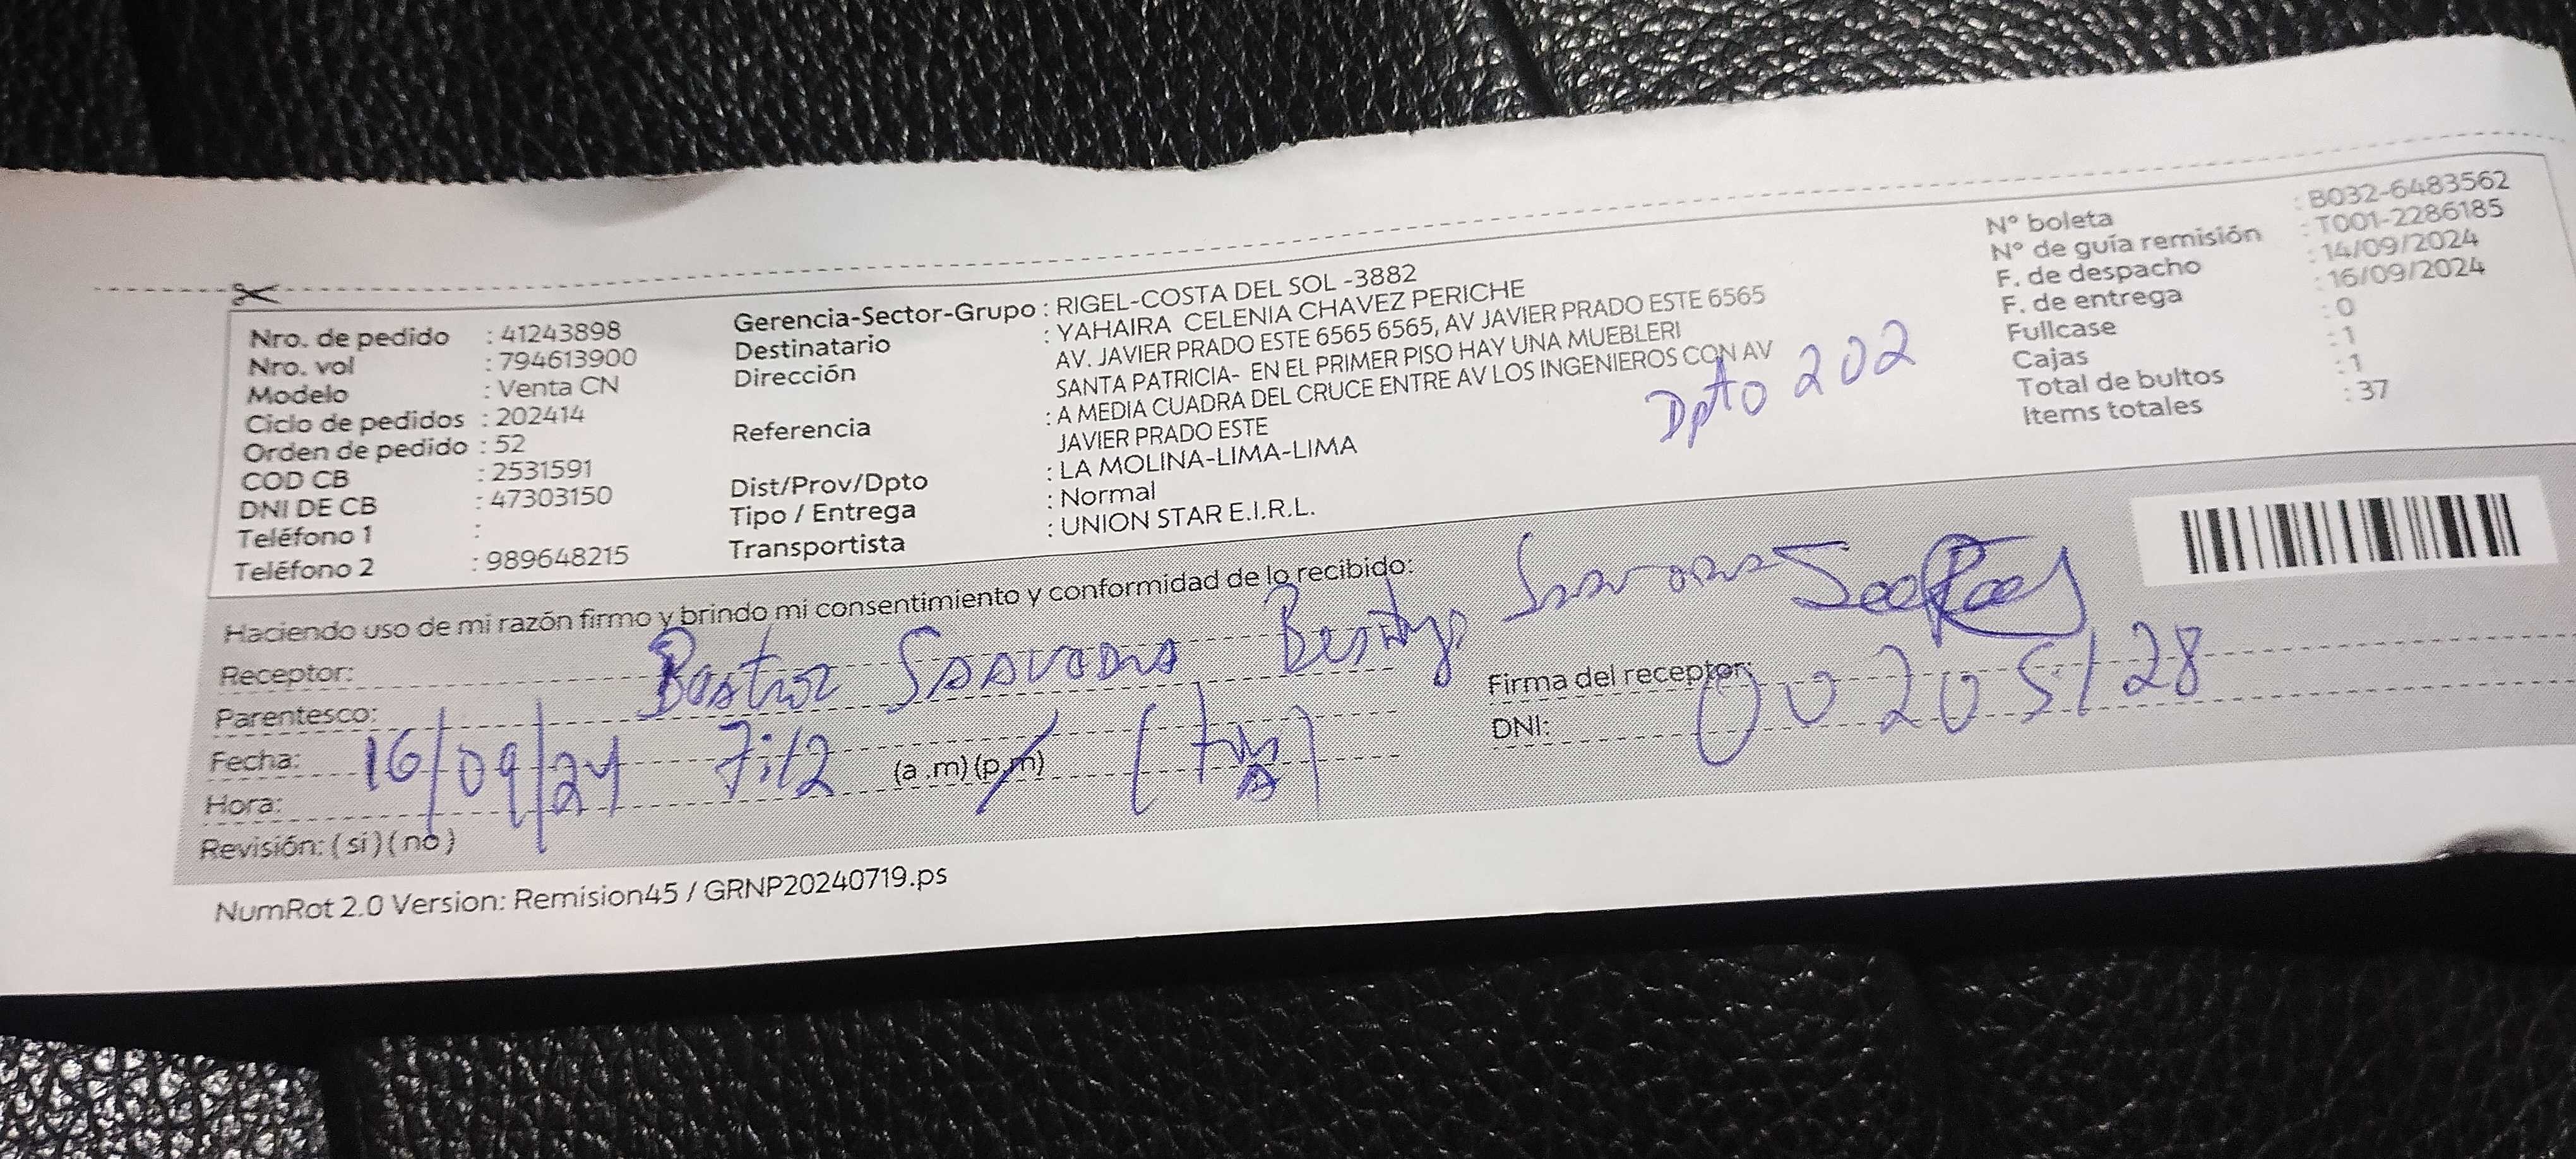 Nro. de pedido : 41243898
Nro. vol : 794613900
Modelo : Venta CN
Ciclo de pedidos : 202414
Orden de pedido : 52
COD CB : 2531591
DNI DE CB : 47303150
Teléfono 1 :
Teléfono 2 : 989648215
Gerencia-Sector-Grupo : RIGEL-COSTA DEL SOL -3882
Destinatario : YAHAIRA CELENIA CHAVEZ PERICHE
Dirección AV. JAVIER PRADO ESTE 6565 6565, AV JAVIER PRADO ESTE 6565
SANTA PATRICIA- EN EL PRIMER PISO HAY UNA MUEBLERI
Referencia : A MEDIA CUADRA DEL CRUCE ENTRE AV LOS INGENIEROS CON AV
JAVIER PRADO ESTE
Dist/Prov/Dpto : LA MOLINA-LIMA-LIMA
Tipo / Entrega : Normal
Transportista : UNION STAR E.I.R.L.
Dpto 202
N° boleta : B032-6483562
N° de guía remisión : T001-2286185
F. de despacho : 14/09/2024
F. de entrega : 16/09/2024
Fullcase : 0
Cajas : 1
Total de bultos : 1
Items totales : 37
Haciendo uso de mi razón firmo y brindo mi consentimiento y conformidad de lo recibido:
Receptor:
Parentesco:
Fecha: 16/09/24 7:12 (a .m) (p.m)
Hora:
Revisión: ( si ) ( no )
Firma del receptor:
DNI: 00205128
NumRot 2.0 Version: Remision45 / GRNP20240719.ps